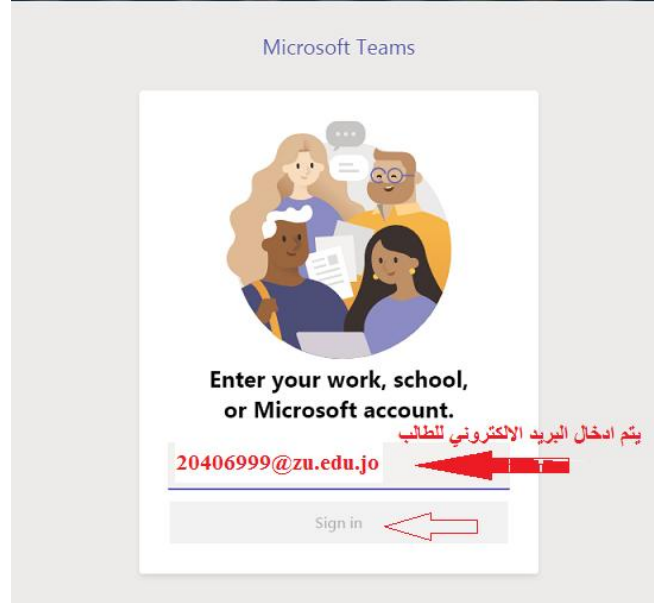 Microsoft Teams
Enter your work, school,
or Microsoft account.
يتم ادخال البريد الالكتروني للطالب
20406999@zu.edu.jo
Sign in